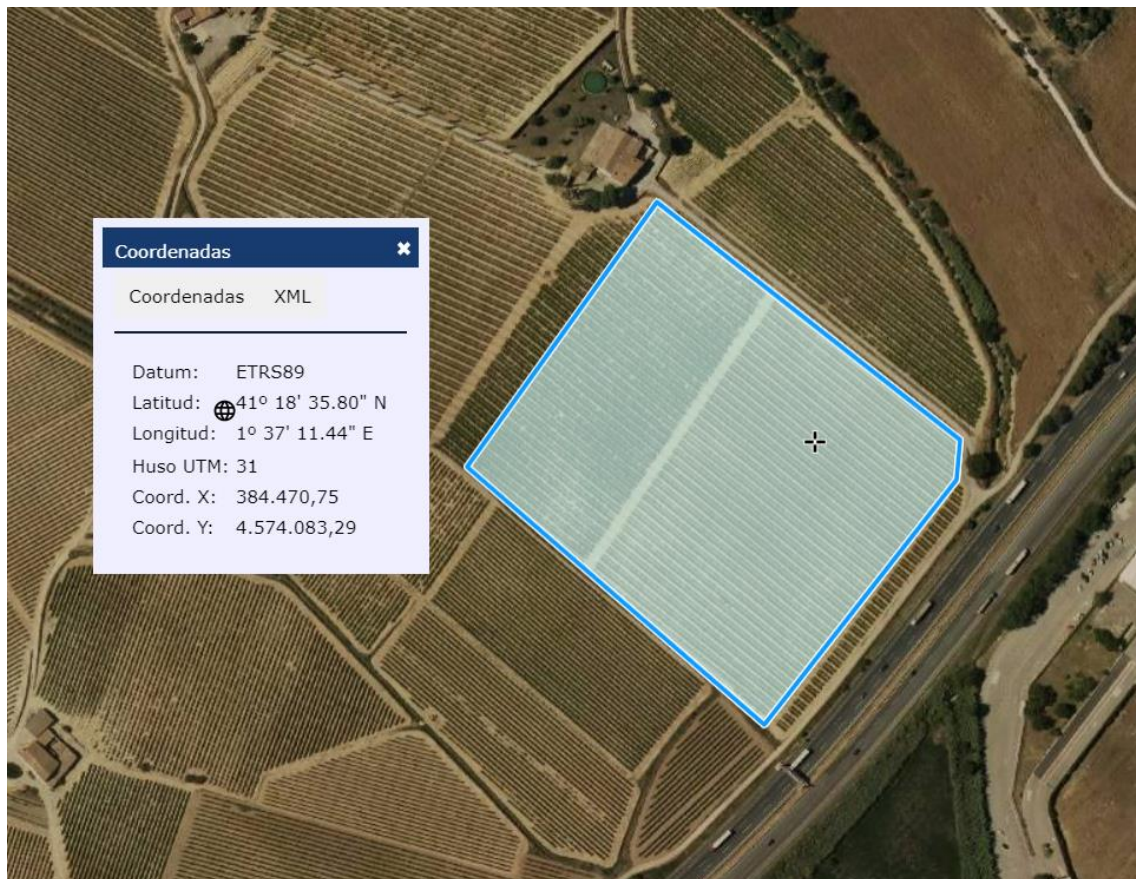 Coordenadas ✖
Coordenadas XML
Datum: ETRS89
Latitud: 41º 18' 35.80" N
Longitud: 1º 37' 11.44" E
Huso UTM: 31
Coord. X: 384.470,75
Coord. Y: 4.574.083,29